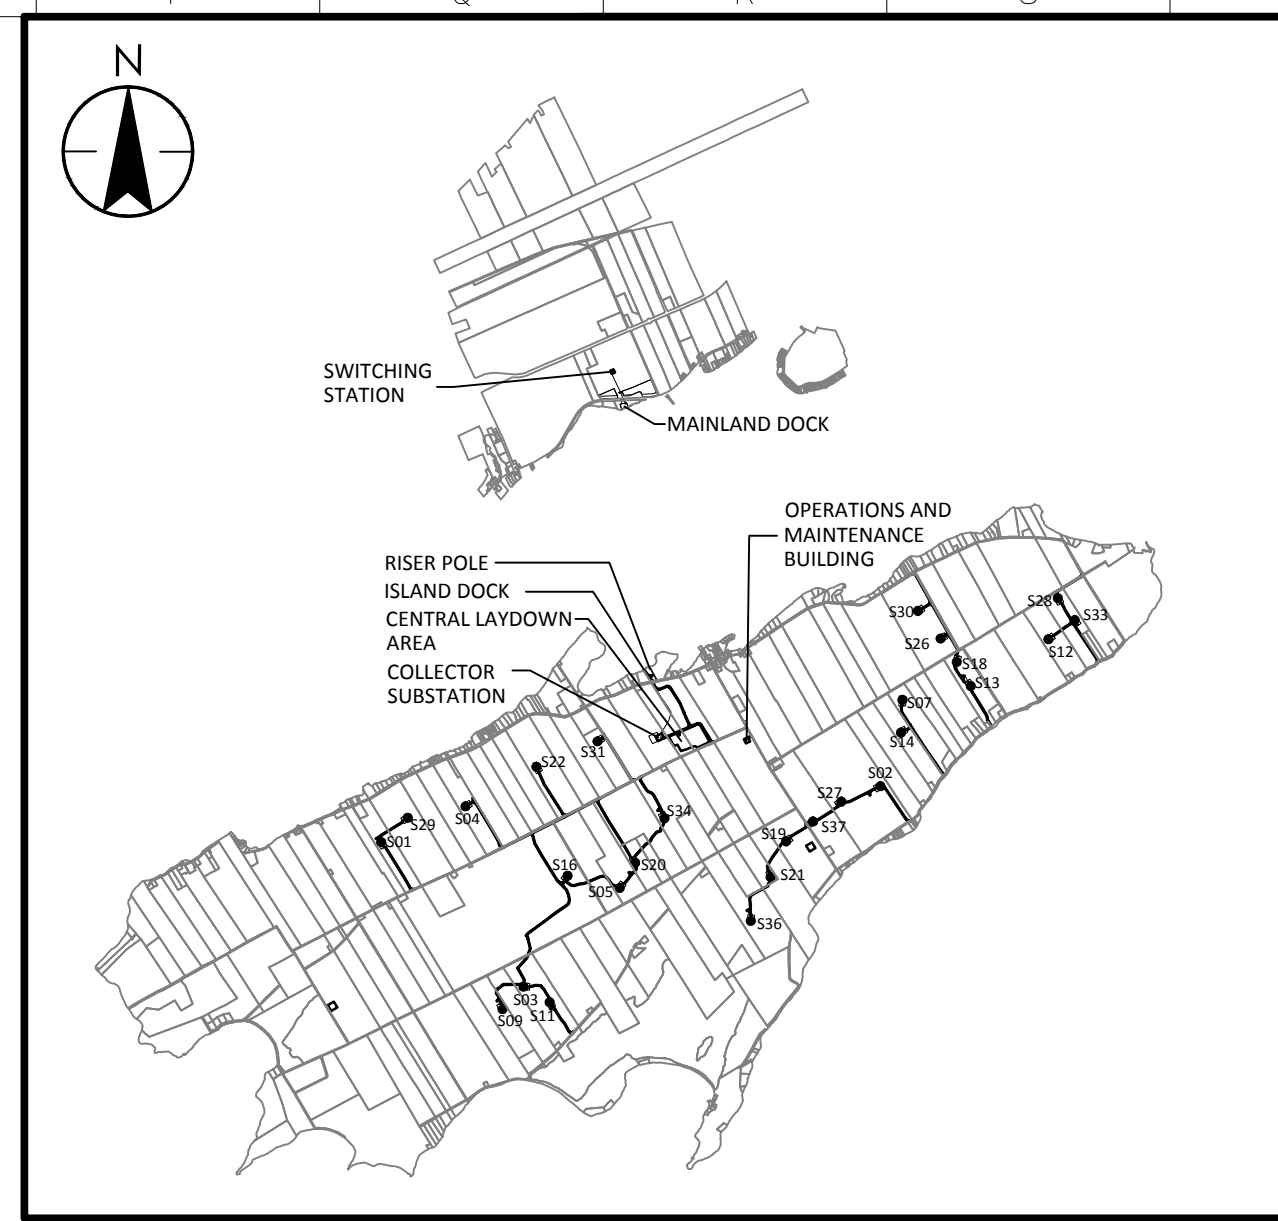 N
SWITCHING
STATION
MAINLAND DOCK
OPERATIONS AND
MAINTENANCE
BUILDING
RISER POLE
ISLAND DOCK
CENTRAL LAYDOWN
AREA
COLLECTOR
SUBSTATION
S28
S30
S33
S26
S12
S18
S13
S07
S14
S31
S22
S02
S27
S04
S29
S34
S37
S01
S19
S20
S16
S05
S21
S36
S03
S09
S11